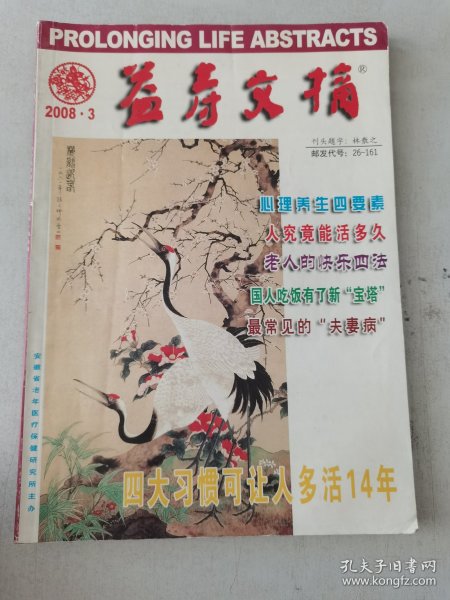 PROLONGING LIFE ABSTRACTS
益寿文摘®
2008·3
刊头题字：林散之
邮发代号：26-161
心理养生四要素
人究竟能活多久
老人的快乐四法
国人吃饭有了新“宝塔”
最常见的“夫妻病”
安徽省老年医疗保健研究所主办
四大习惯可让人多活14年
孔夫子旧书网
www.kongfz.com